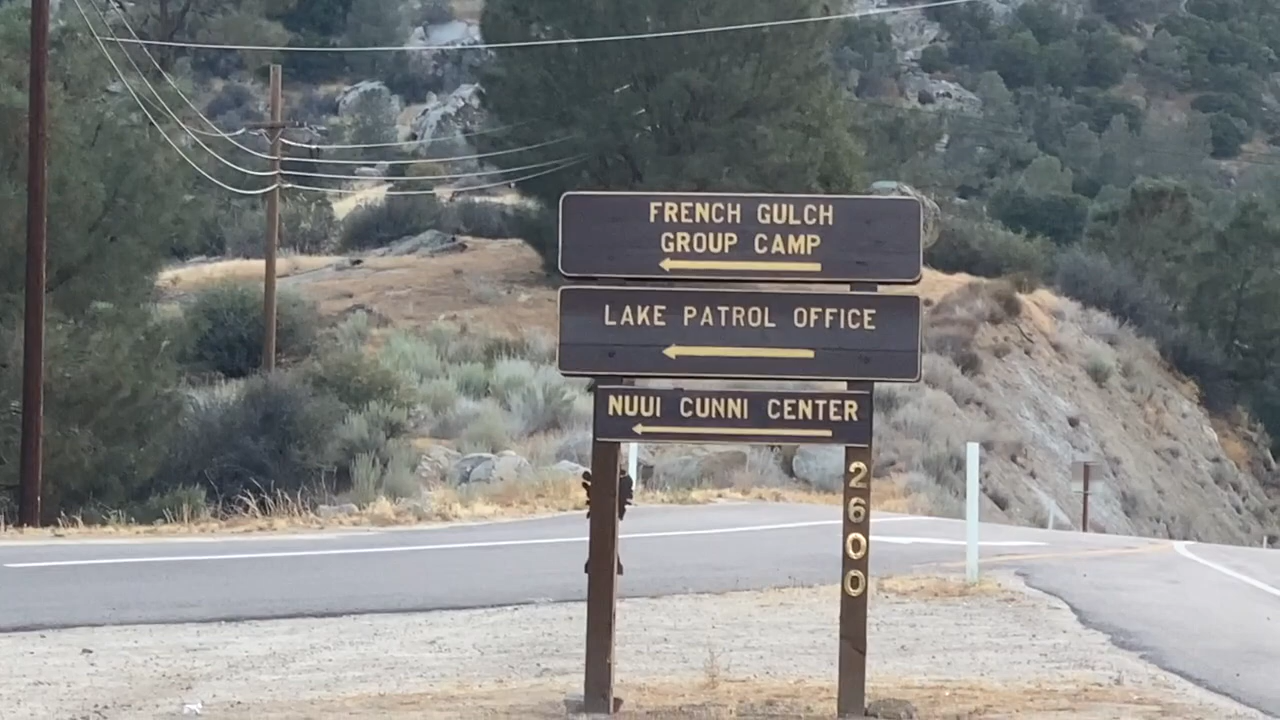 FRENCH GULCH
GROUP CAMP
LAKE PATROL OFFICE
NUUI CUNNI CENTER
2600